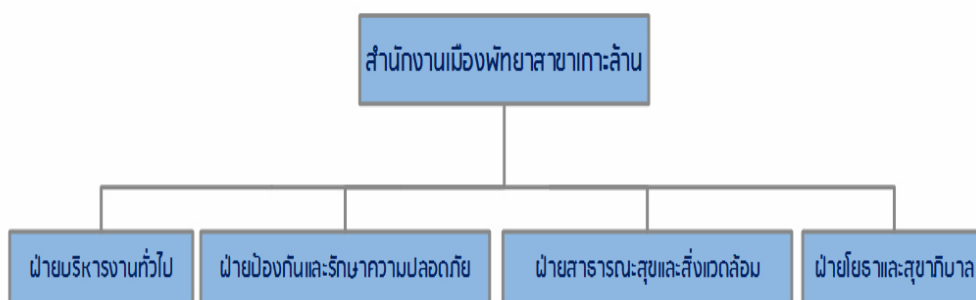 สำนักงานเมืองพัทยาสาขาเกาะล้าน
ฝ่ายบริหารงานทั่วไป
ฝ่ายป้องกันและรักษาความปลอดภัย
ฝ่ายสาธารณะสุขและสิ่งแวดล้อม
ฝ่ายโยธาและสุขาภิบาล